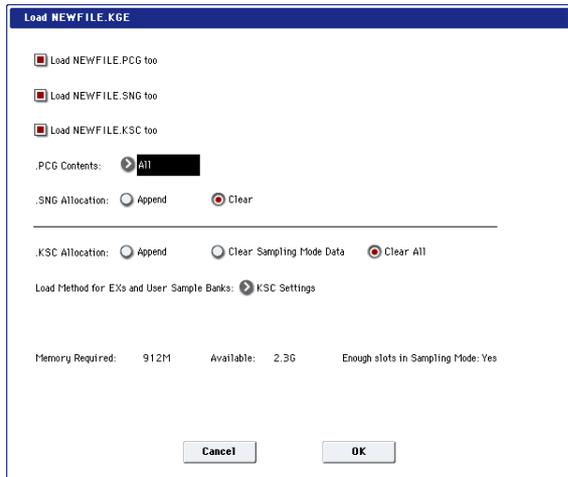 Load NEWFILE.KGE
Load NEWFILE.PCG too
Load NEWFILE.SNG too
Load NEWFILE.KSC too
.PCG Contents: All
.SNG Allocation: Append Clear
.KSC Allocation: Append Clear Sampling Mode Data Clear All
Load Method for EXs and User Sample Banks: KSC Settings
Memory Required: 912M Available: 2.3G Enough slots in Sampling Mode: Yes
Cancel OK